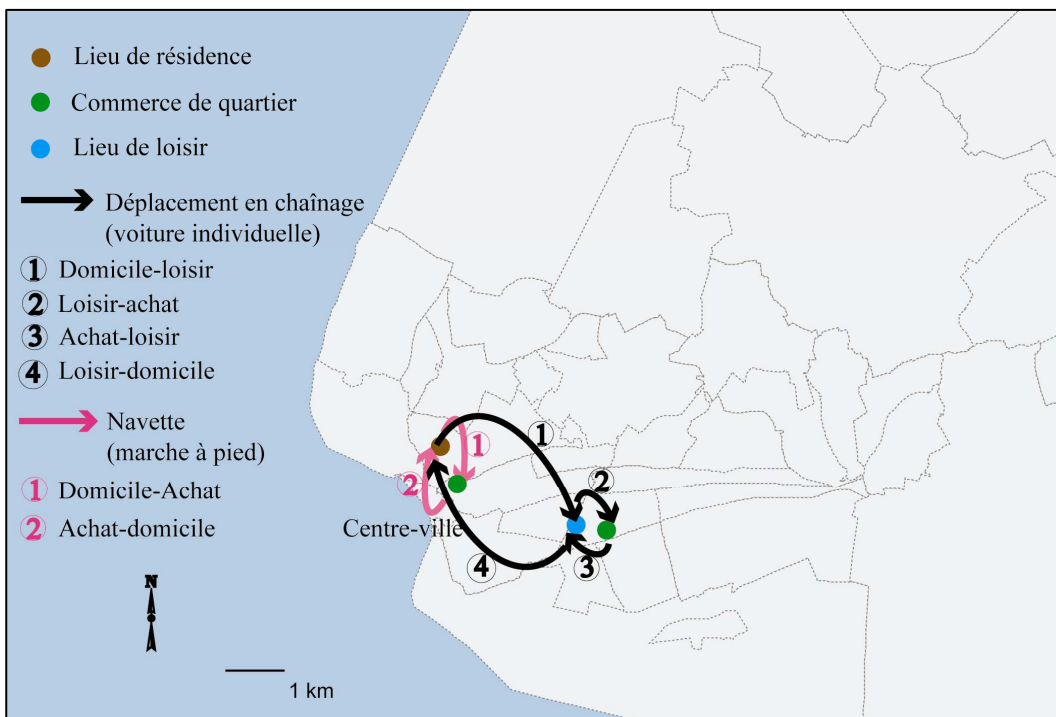 Lieu de résidence
Commerce de quartier
Lieu de loisir
Déplacement en chaînage
(voiture individuelle)
1 Domicile-loisir
2 Loisir-achat
3 Achat-loisir
4 Loisir-domicile
Navette
(marche à pied)
1 Domicile-Achat
2 Achat-domicile
1
1
2
2
Centre-ville
3
4
N
1 km